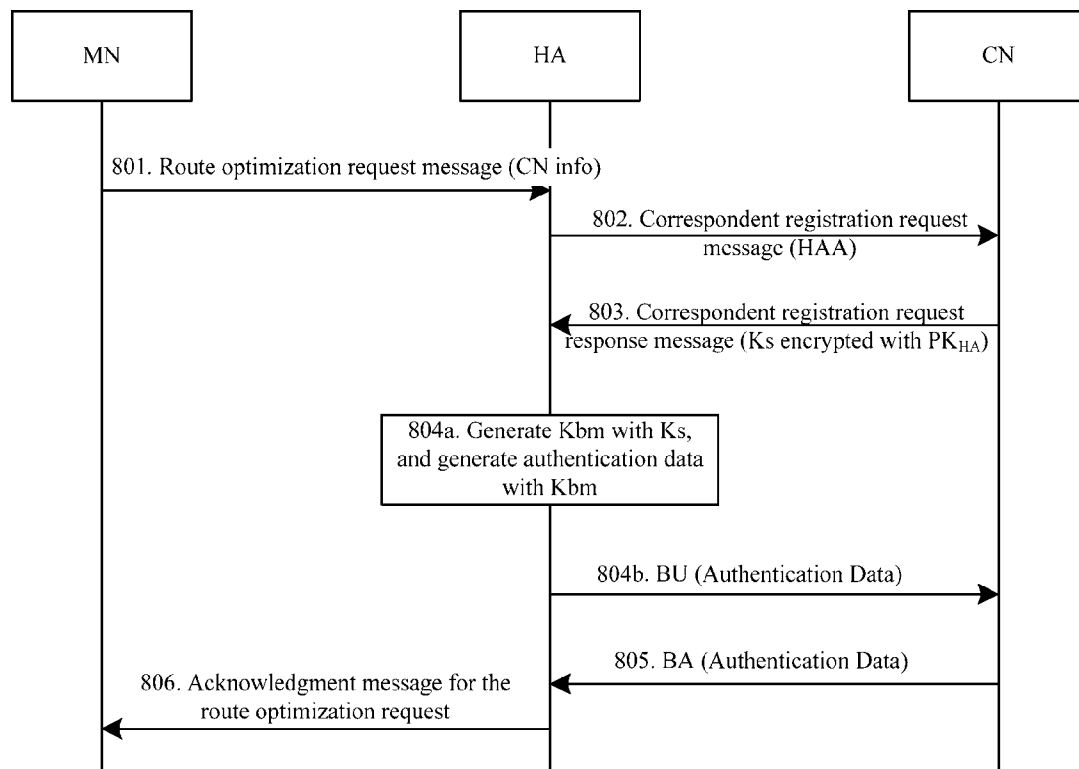 MN
HA
CN
801. Route optimization request message (CN info)
802. Correspondent registration request
message (HAA)
803. Correspondent registration request
response message (Ks encrypted with PKHA)
804a. Generate Kbm with Ks,
and generate authentication data
with Kbm
804b. BU (Authentication Data)
805. BA (Authentication Data)
806. Acknowledgment message for the
route optimization request